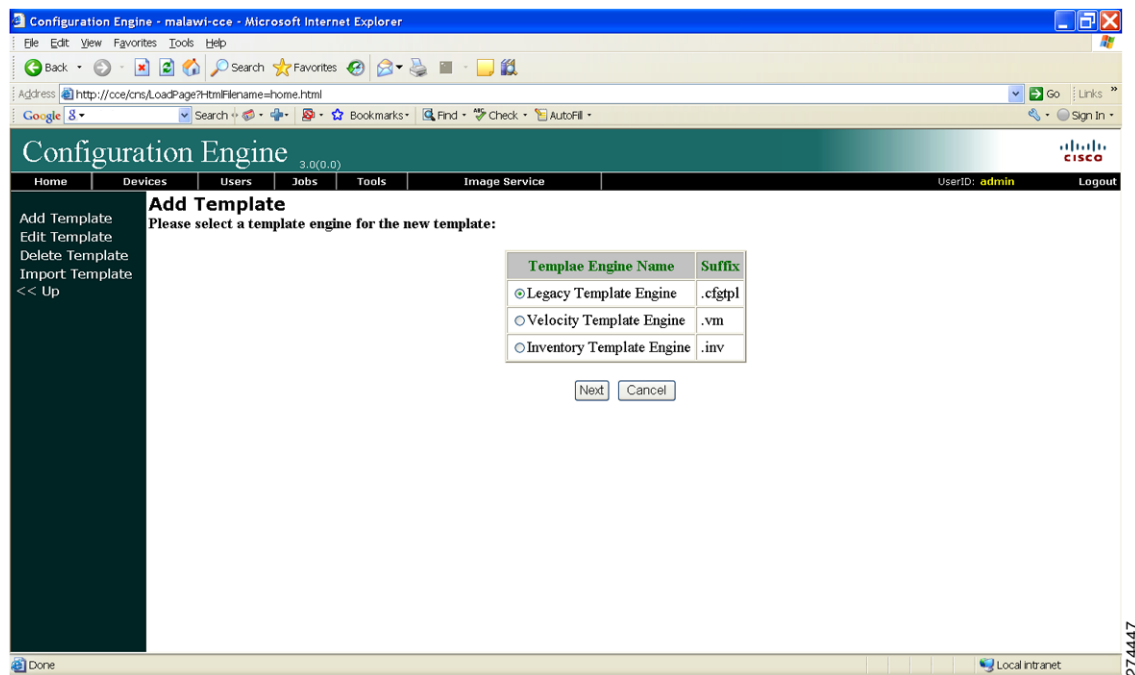 Configuration Engine - malawi-cce - Microsoft Internet Explorer
File Edit View Favorites Tools Help
Back Search Favorites
Address http://cce/cns/LoadPage?HtmlFilename=home.html Go Links »
Google Search Bookmarks Find Check AutoFill Sign In
Configuration Engine 3.0(0.0)
CISCO
Home Devices Users Jobs Tools Image Service UserID: admin Logout
Add Template
Edit Template
Delete Template
Import Template
<< Up
Add Template
Please select a template engine for the new template:
Templae Engine Name Suffix
Legacy Template Engine .cfgtpl
Velocity Template Engine .vm
Inventory Template Engine .inv
Next Cancel
Done Local intranet
274447